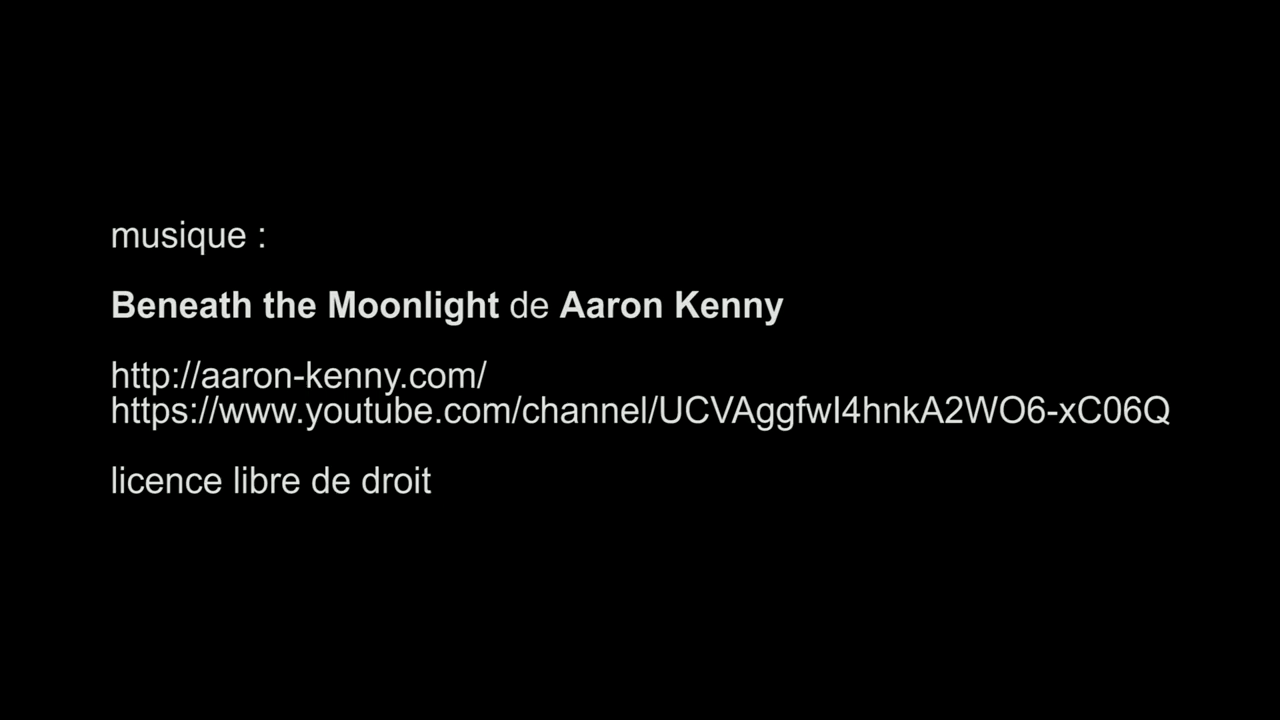 musique :
Beneath the Moonlight de Aaron Kenny
http://aaron-kenny.com/
https://www.youtube.com/channel/UCVAggfwI4hnkA2WO6-xC06Q
licence libre de droit